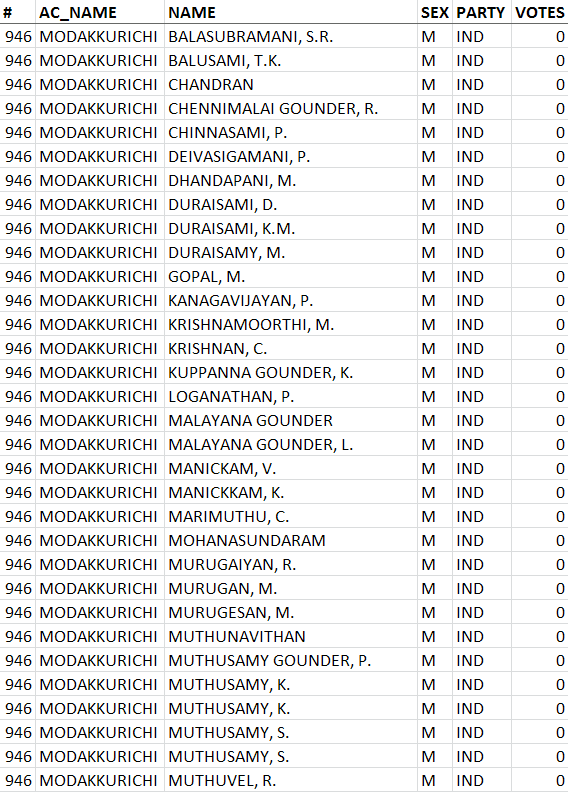 # AC_NAME NAME SEX PARTY VOTES
946 MODAKKURICHI BALASUBRAMANI, S.R. M IND 0
946 MODAKKURICHI BALUSAMI, T.K. M IND 0
946 MODAKKURICHI CHANDRAN M IND 0
946 MODAKKURICHI CHENNIMALAI GOUNDER, R. M IND 0
946 MODAKKURICHI CHINNASAMI, P. M IND 0
946 MODAKKURICHI DEIVASIGAMANI, P. M IND 0
946 MODAKKURICHI DHANDAPANI, M. M IND 0
946 MODAKKURICHI DURAISAMI, D. M IND 0
946 MODAKKURICHI DURAISAMI, K.M. M IND 0
946 MODAKKURICHI DURAISAMY, M. M IND 0
946 MODAKKURICHI GOPAL, M. M IND 0
946 MODAKKURICHI KANAGAVIJAYAN, P. M IND 0
946 MODAKKURICHI KRISHNAMOORTHI, M. M IND 0
946 MODAKKURICHI KRISHNAN, C. M IND 0
946 MODAKKURICHI KUPPANNA GOUNDER, K. M IND 0
946 MODAKKURICHI LOGANATHAN, P. M IND 0
946 MODAKKURICHI MALAYANA GOUNDER M IND 0
946 MODAKKURICHI MALAYANA GOUNDER, L. M IND 0
946 MODAKKURICHI MANICKAM, V. M IND 0
946 MODAKKURICHI MANICKKAM, K. M IND 0
946 MODAKKURICHI MARIMUTHU, C. M IND 0
946 MODAKKURICHI MOHANASUNDARAM M IND 0
946 MODAKKURICHI MURUGAIYAN, R. M IND 0
946 MODAKKURICHI MURUGAN, M. M IND 0
946 MODAKKURICHI MURUGESAN, M. M IND 0
946 MODAKKURICHI MUTHUNAVITHAN M IND 0
946 MODAKKURICHI MUTHUSAMY GOUNDER, P. M IND 0
946 MODAKKURICHI MUTHUSAMY, K. M IND 0
946 MODAKKURICHI MUTHUSAMY, K. M IND 0
946 MODAKKURICHI MUTHUSAMY, S. M IND 0
946 MODAKKURICHI MUTHUSAMY, S. M IND 0
946 MODAKKURICHI MUTHUVEL, R. M IND 0